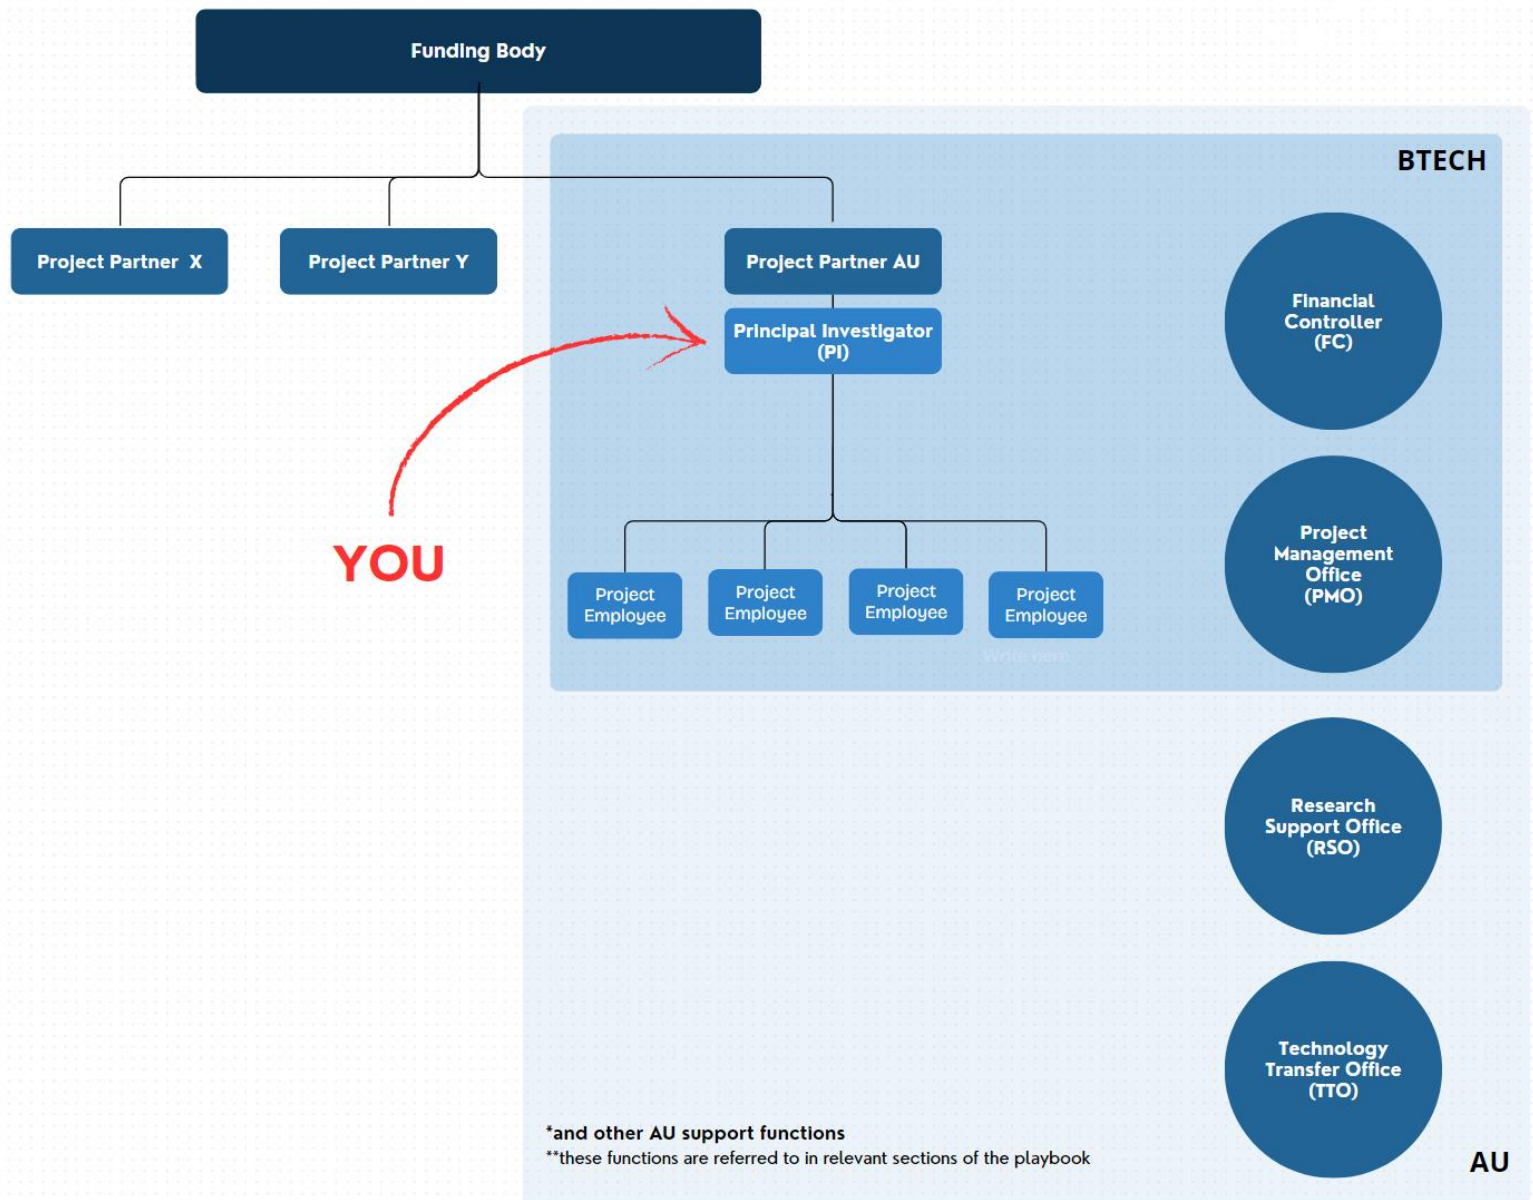 Funding Body
BTECH
Project Partner X
Project Partner Y
Project Partner AU
Principal Investigator
(PI)
YOU
Project
Employee
Project
Employee
Project
Employee
Project
Employee
Write here
Financial
Controller
(FC)
Project
Management
Office
(PMO)
Research
Support Office
(RSO)
Technology
Transfer Office
(TTO)
*and other AU support functions
**these functions are referred to in relevant sections of the playbook
AU